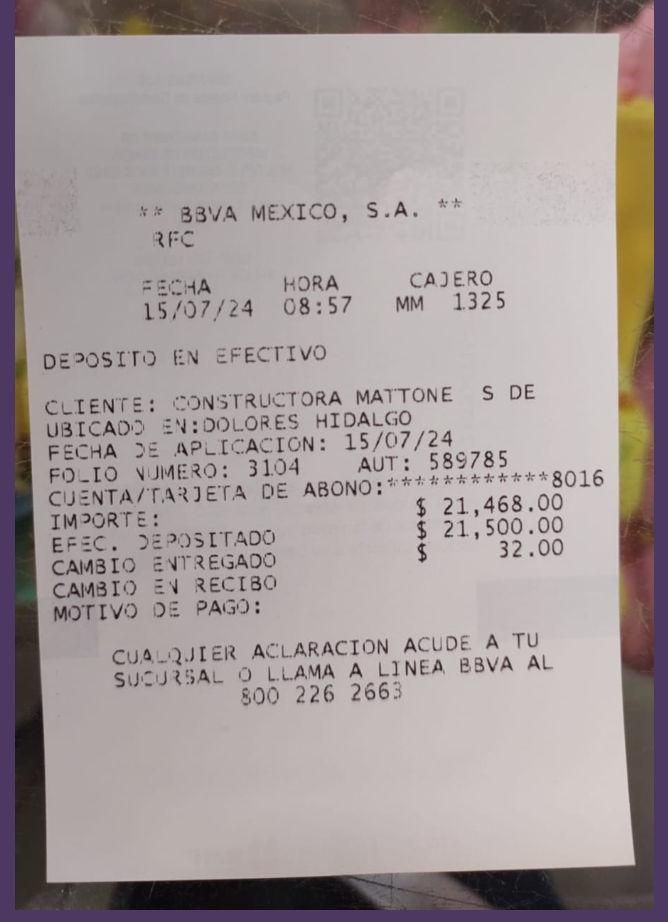 ** BBVA MEXICO, S.A. **
RFC
FECHA HORA CAJERO
15/07/24 08:57 MM 1325
DEPOSITO EN EFECTIVO
CLIENTE: CONSTRUCTORA MATTONE S DE
UBICADO EN:DOLORES HIDALGO
FECHA DE APLICACION: 15/07/24
FOLIO NUMERO: 3104 AUT: 589785
CUENTA/TARJETA DE ABONO:************8016
IMPORTE: $ 21,468.00
EFEC. DEPOSITADO $ 21,500.00
CAMBIO ENTREGADO $ 32.00
CAMBIO EN RECIBO
MOTIVO DE PAGO:
CUALQUIER ACLARACION ACUDE A TU
SUCURSAL O LLAMA A LINEA BBVA AL
800 226 2663